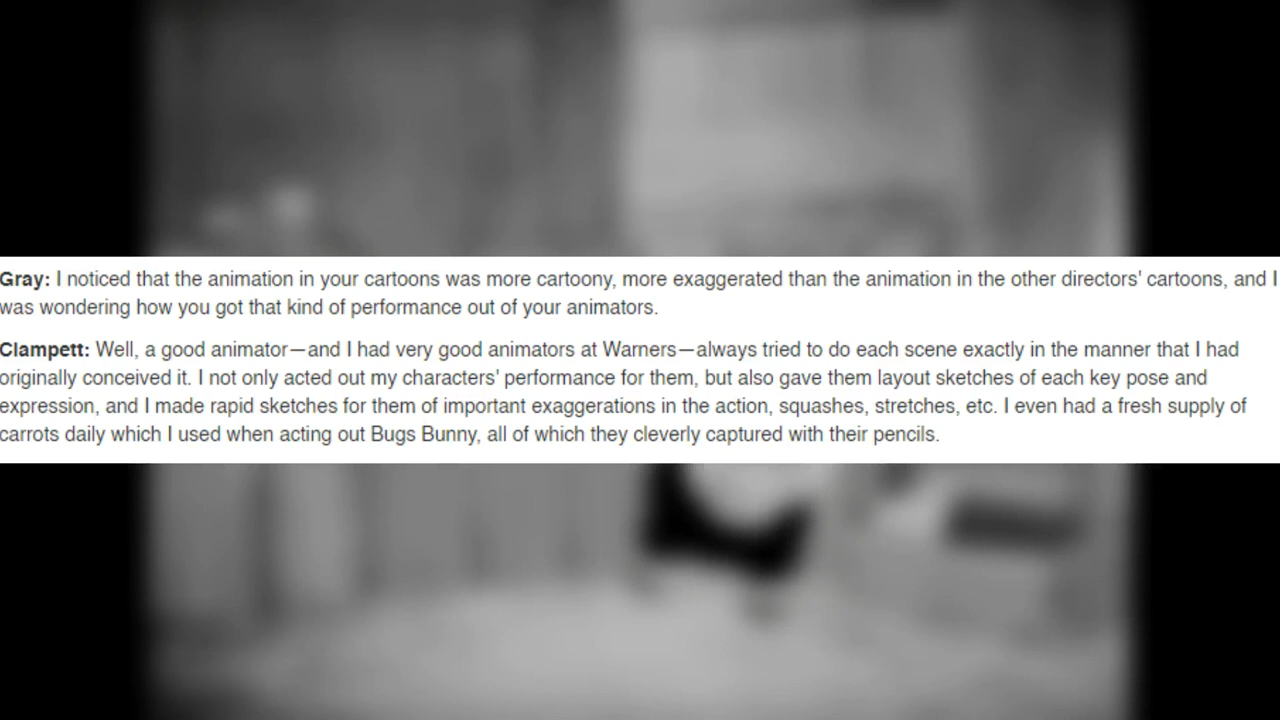 Gray: I noticed that the animation in your cartoons was more cartoony, more exaggerated than the animation in the other directors' cartoons, and I
was wondering how you got that kind of performance out of your animators.
Clampett: Well, a good animator—and I had very good animators at Warners—always tried to do each scene exactly in the manner that I had
originally conceived it. I not only acted out my characters' performance for them, but also gave them layout sketches of each key pose and
expression, and I made rapid sketches for them of important exaggerations in the action, squashes, stretches, etc. I even had a fresh supply of
carrots daily which I used when acting out Bugs Bunny, all of which they cleverly captured with their pencils.